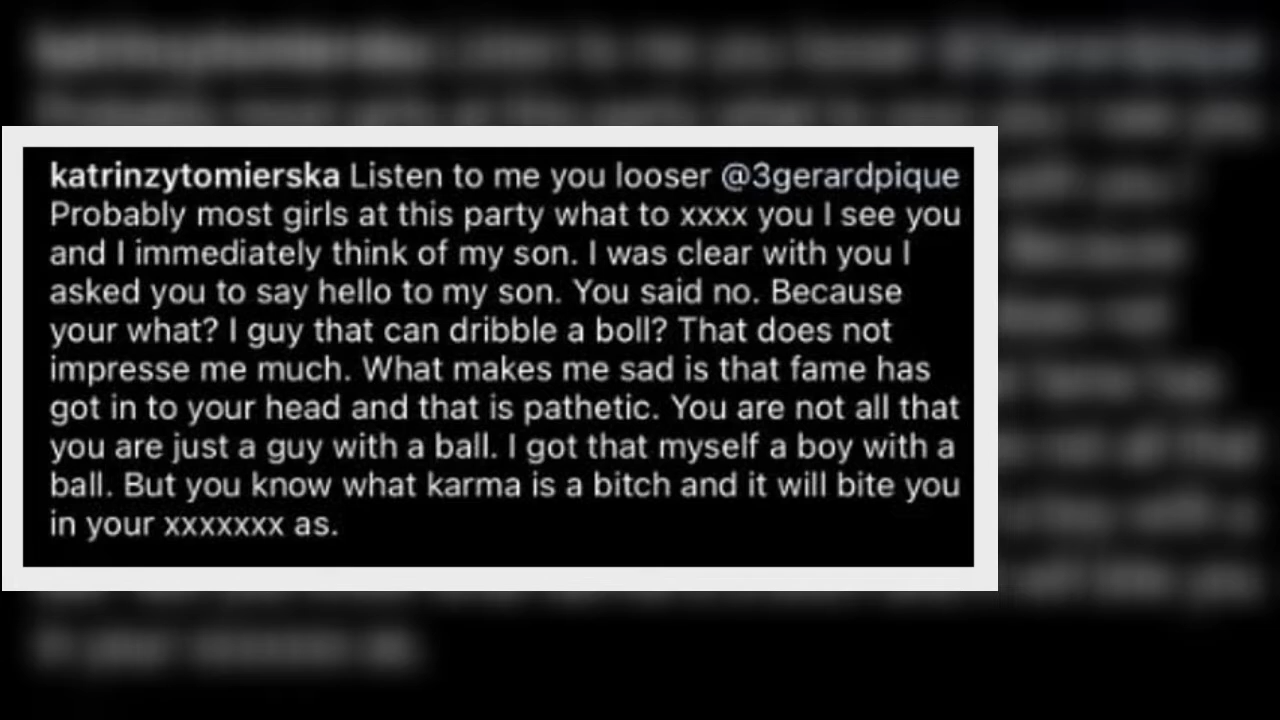 katrinzytomierska Listen to me you looser @3gerardpique
Probably most girls at this party what to xxxx you I see you
and I immediately think of my son. I was clear with you I
asked you to say hello to my son. You said no. Because
your what? I guy that can dribble a boll? That does not
impresse me much. What makes me sad is that fame has
got in to your head and that is pathetic. You are not all that
you are just a guy with a ball. I got that myself a boy with a
ball. But you know what karma is a bitch and it will bite you
in your xxxxxxx as.